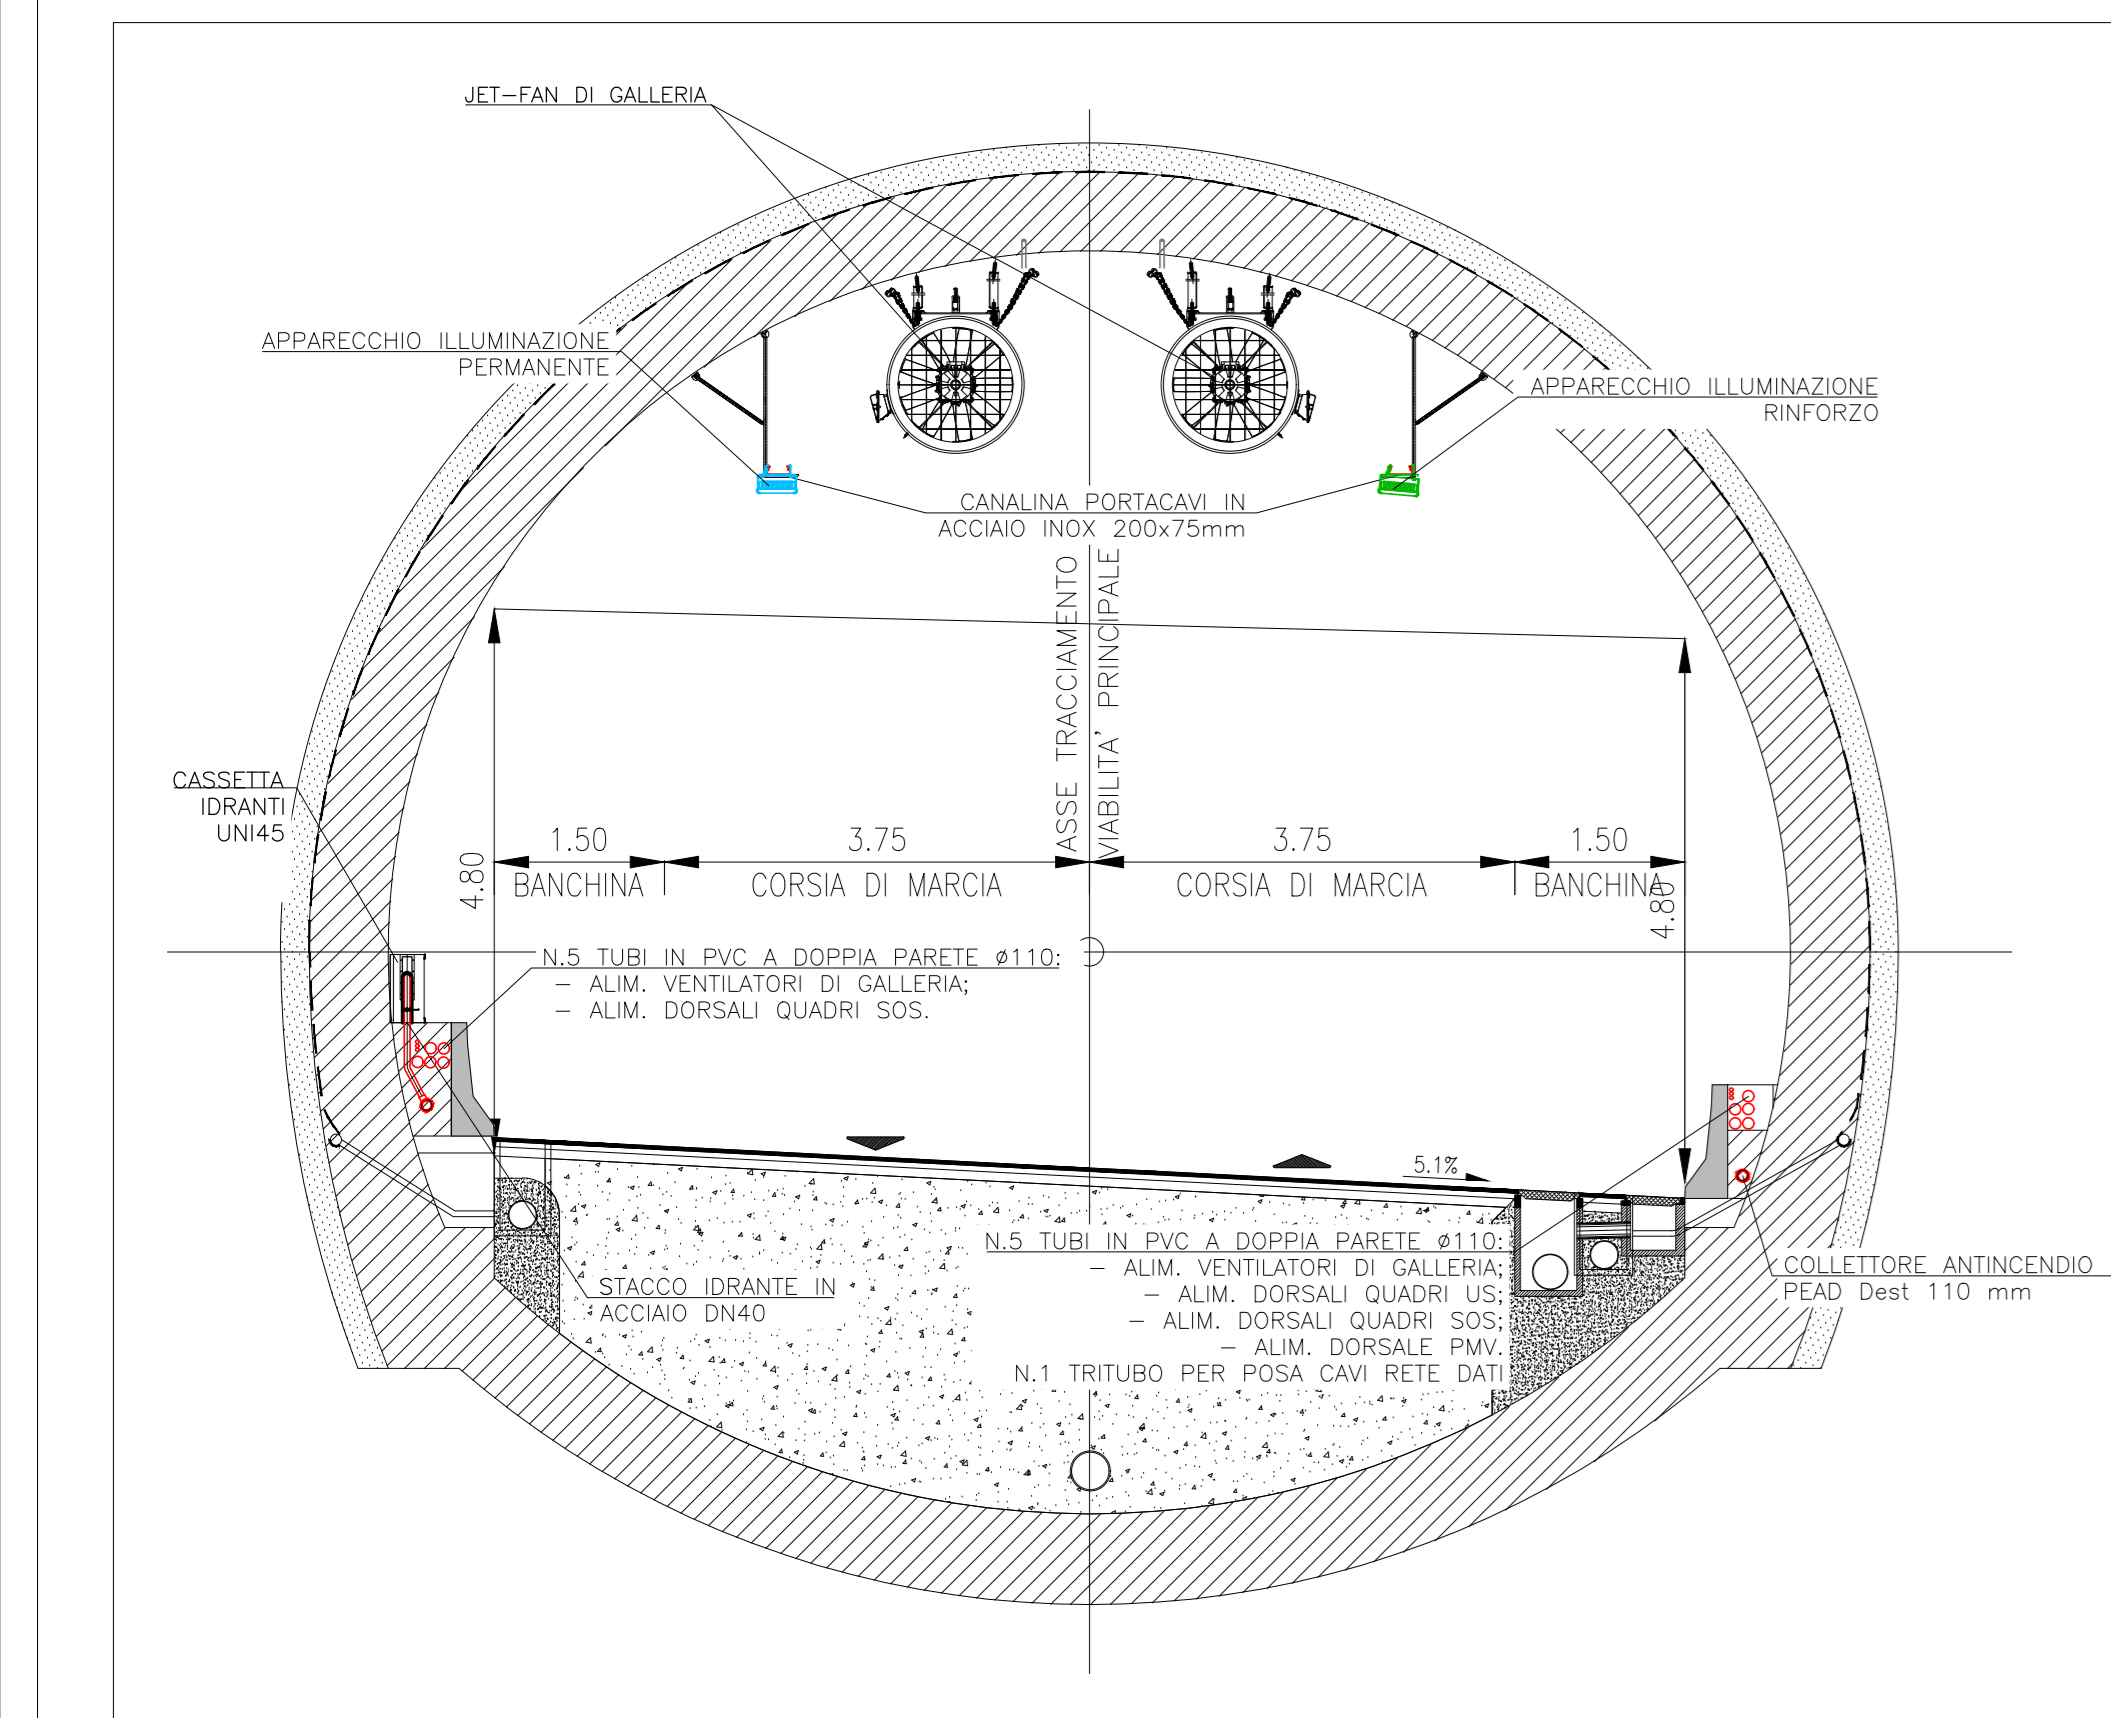 JET-FAN DI GALLERIA
APPARECCHIO ILLUMINAZIONE
PERMANENTE
APPARECCHIO ILLUMINAZIONE
RINFORZO
CANALINA PORTACAVI IN
ACCIAIO INOX 200x75mm
ASSE TRACCIAMENTO
VIABILITA' PRINCIPALE
CASSETTA
IDRANTI
UNI45
4.80
1.50
3.75
3.75
1.50
BANCHINA
CORSIA DI MARCIA
CORSIA DI MARCIA
BANCHINA
4.80
N.5 TUBI IN PVC A DOPPIA PARETE ø110:
- ALIM. VENTILATORI DI GALLERIA;
- ALIM. DORSALI QUADRI SOS.
5.1%
N.5 TUBI IN PVC A DOPPIA PARETE ø110:
- ALIM. VENTILATORI DI GALLERIA;
- ALIM. DORSALI QUADRI US;
- ALIM. DORSALI QUADRI SOS;
- ALIM. DORSALE PMV.
N.1 TRITUBO PER POSA CAVI RETE DATI
STACCO IDRANTE IN
ACCIAIO DN40
COLLETTORE ANTINCENDIO
PEAD Dest 110 mm